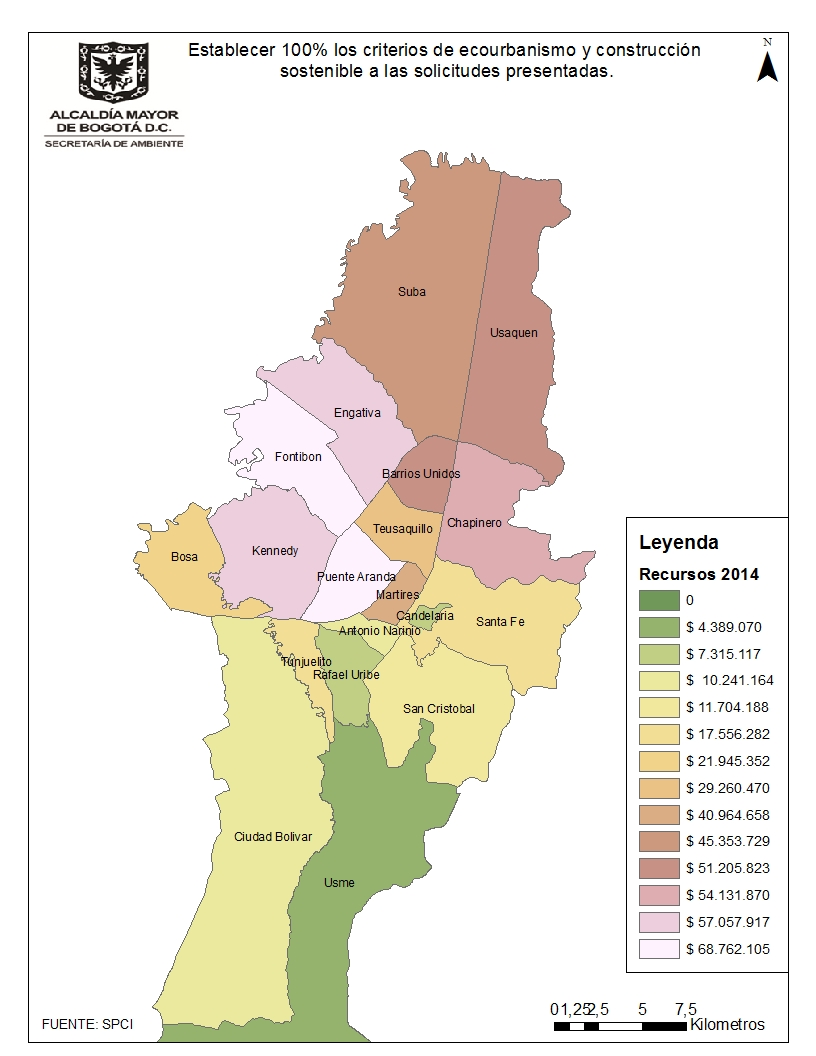 Establecer 100% los criterios de ecourbanismo y construcción
sostenible a las solicitudes presentadas.
N
ALCALDÍA MAYOR
DE BOGOTÁ D.C.
SECRETARÍA DE AMBIENTE
Suba
Usaquen
Engativa
Fontibon
Barrios Unidos
Chapinero
Teusaquillo
Bosa
Kennedy
Puente Aranda
Martires
Candelaria
Santa Fe
Antonio Narinio
Tunjuelito
Rafael Uribe
San Cristobal
Ciudad Bolivar
Usme
Leyenda
Recursos 2014
0
$ 4.389.070
$ 7.315.117
$ 10.241.164
$ 11.704.188
$ 17.556.282
$ 21.945.352
$ 29.260.470
$ 40.964.658
$ 45.353.729
$ 51.205.823
$ 54.131.870
$ 57.057.917
$ 68.762.105
FUENTE: SPCI
0 1,25 2,5 5 7,5
Kilometros